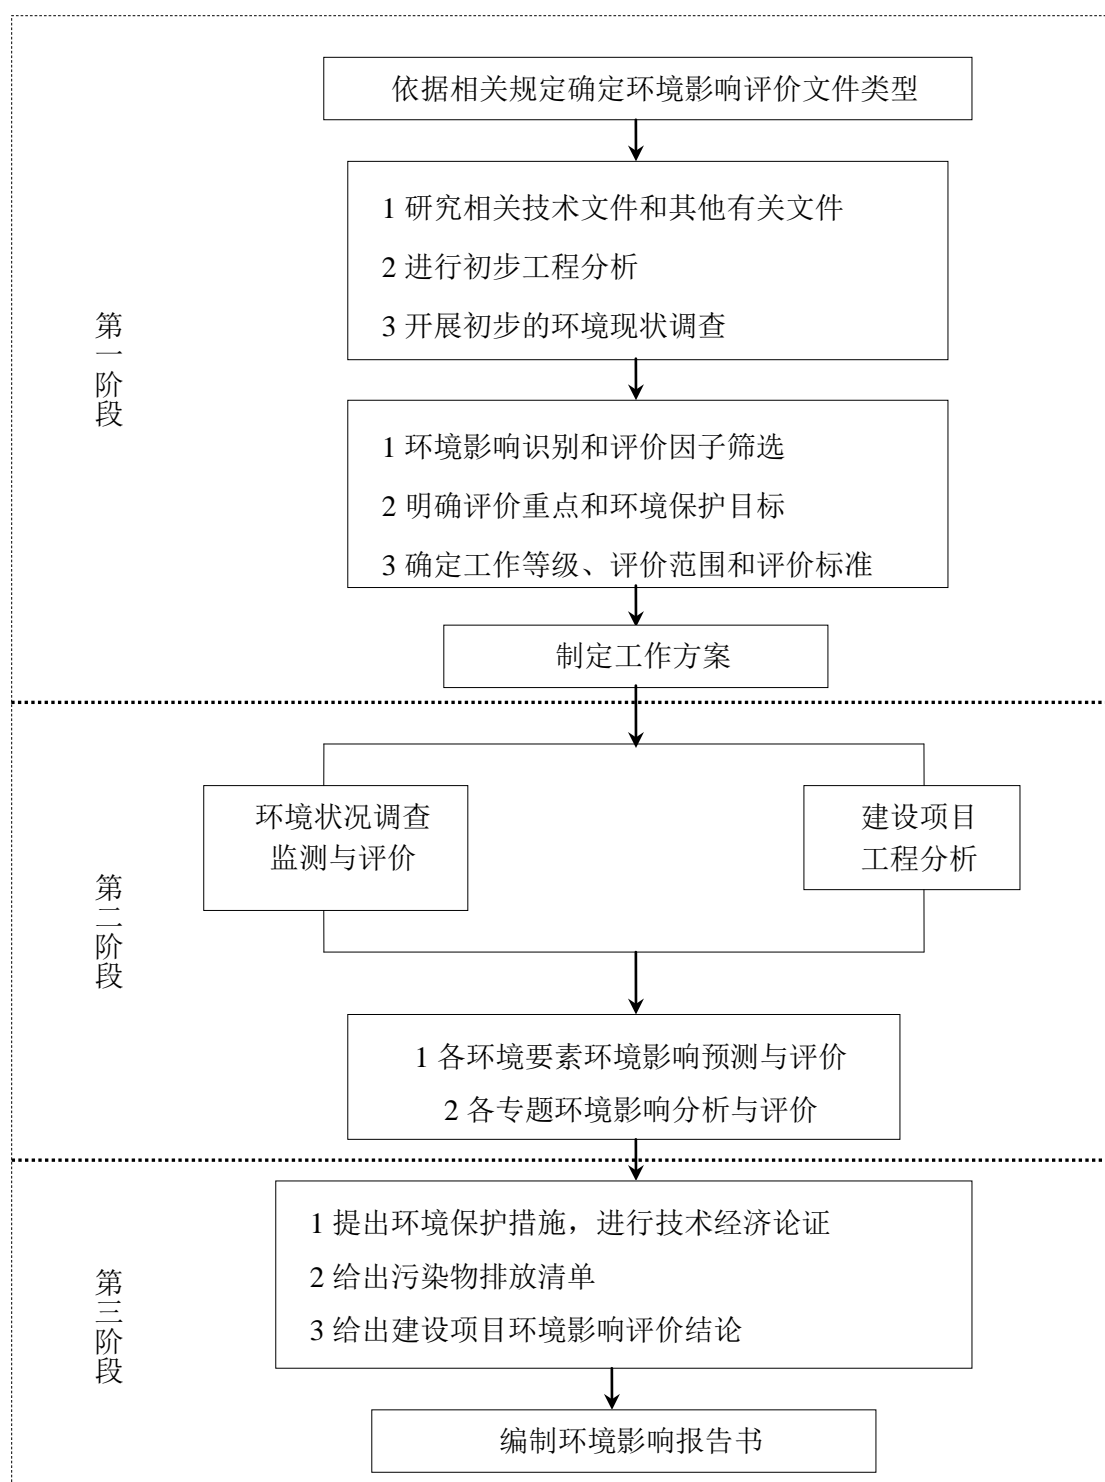 依据相关规定确定环境影响评价文件类型
1 研究相关技术文件和其他有关文件
2 进行初步工程分析
3 开展初步的环境现状调查
第一阶段
1 环境影响识别和评价因子筛选
2 明确评价重点和环境保护目标
3 确定工作等级、评价范围和评价标准
制定工作方案
环境状况调查
监测与评价
建设项目
工程分析
第二阶段
1 各环境要素环境影响预测与评价
2 各专题环境影响分析与评价
1 提出环境保护措施，进行技术经济论证
2 给出污染物排放清单
3 给出建设项目环境影响评价结论
第三阶段
编制环境影响报告书